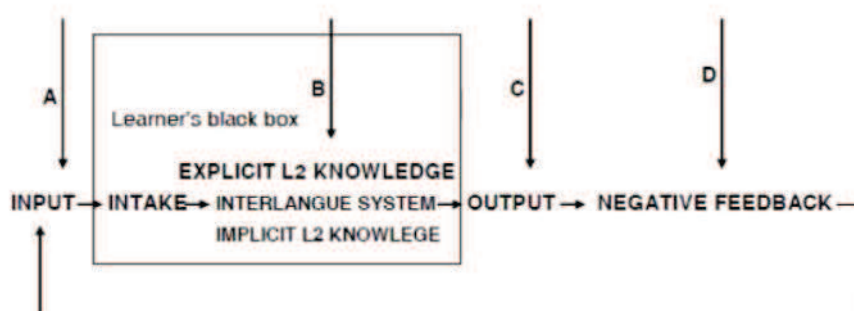 A B C D
Learner's black box
EXPLICIT L2 KNOWLEDGE
INPUT INTAKE INTERLANGUE SYSTEM OUTPUT NEGATIVE FEEDBACK
IMPLICIT L2 KNOWLEGE